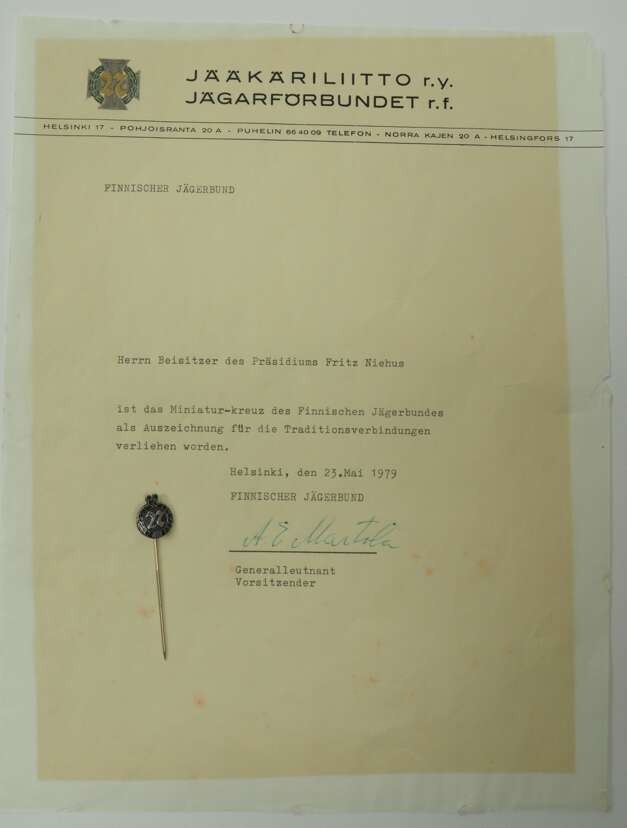 27
JÄÄKÄRILIITTO r.y.
JÄGARFÖRBUNDET r.f.
HELSINKI 17 - POHJOISRANTA 20 A - PUHELIN 66 40 09 TELEFON - NORRA KAJEN 20 A - HELSINGFORS 17
FINNISCHER JÄGERBUND
Herrn Beisitzer des Präsidiums Fritz Niehus
ist das Miniatur-kreuz des Finnischen Jägerbundes
als Auszeichnung für die Traditionsverbindungen
verliehen worden.
Helsinki, den 23.Mai 1979
FINNISCHER JÄGERBUND
A E Martola
Generalleutnant
Vorsitzender
27